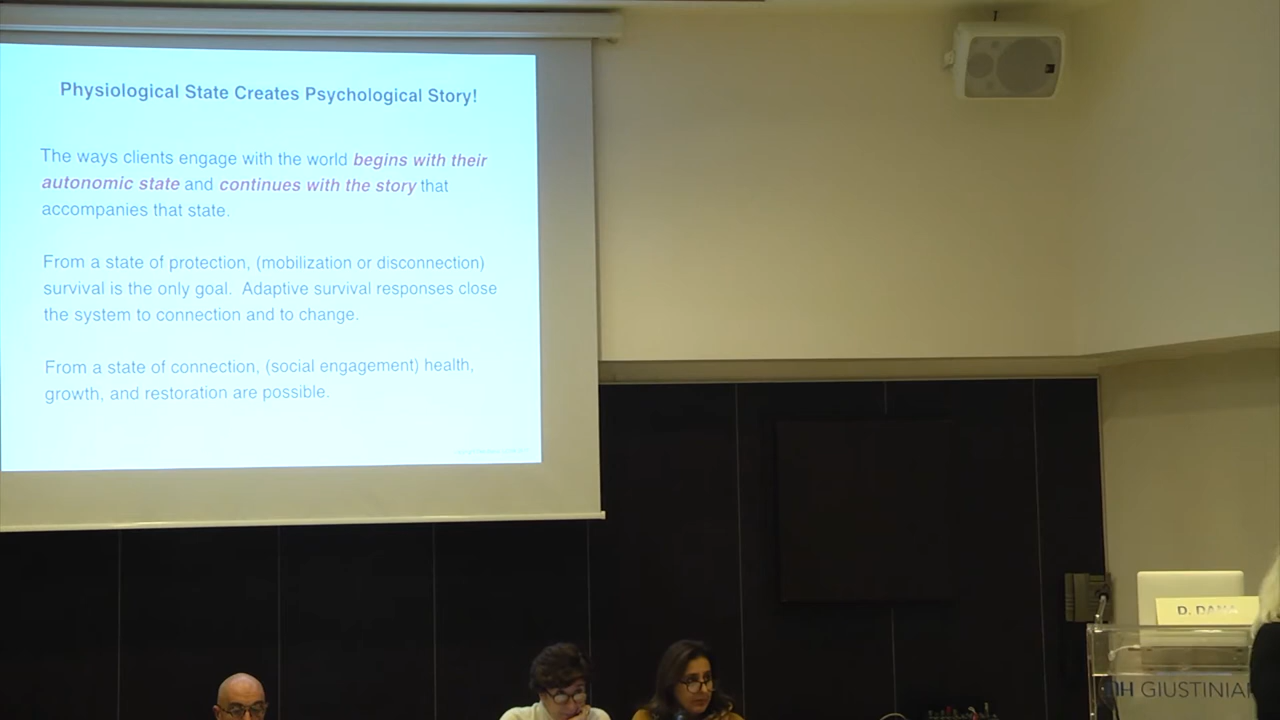 Physiological State Creates Psychological Story!
The ways clients engage with the world begins with their
autonomic state and continues with the story that
accompanies that state.
From a state of protection, (mobilization or disconnection)
survival is the only goal. Adaptive survival responses close
the system to connection and to change.
From a state of connection, (social engagement) health,
growth, and restoration are possible.
D. DANA
NH GIUSTINIA